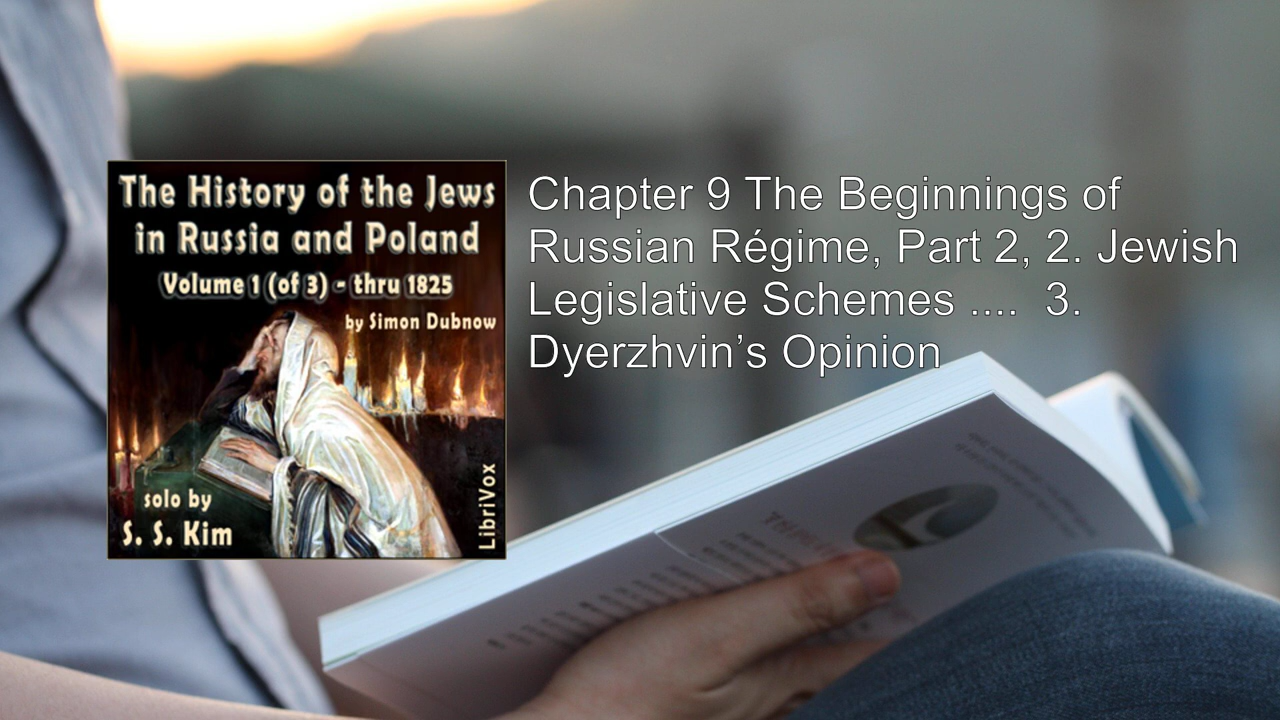 The History of the Jews
in Russia and Poland
Volume 1 (of 3) - thru 1825
by Simon Dubnow
solo by
S. S. Kim
LibriVox
Chapter 9 The Beginnings of
Russian Régime, Part 2, 2. Jewish
Legislative Schemes ....  3.
Dyerzhvin’s Opinion